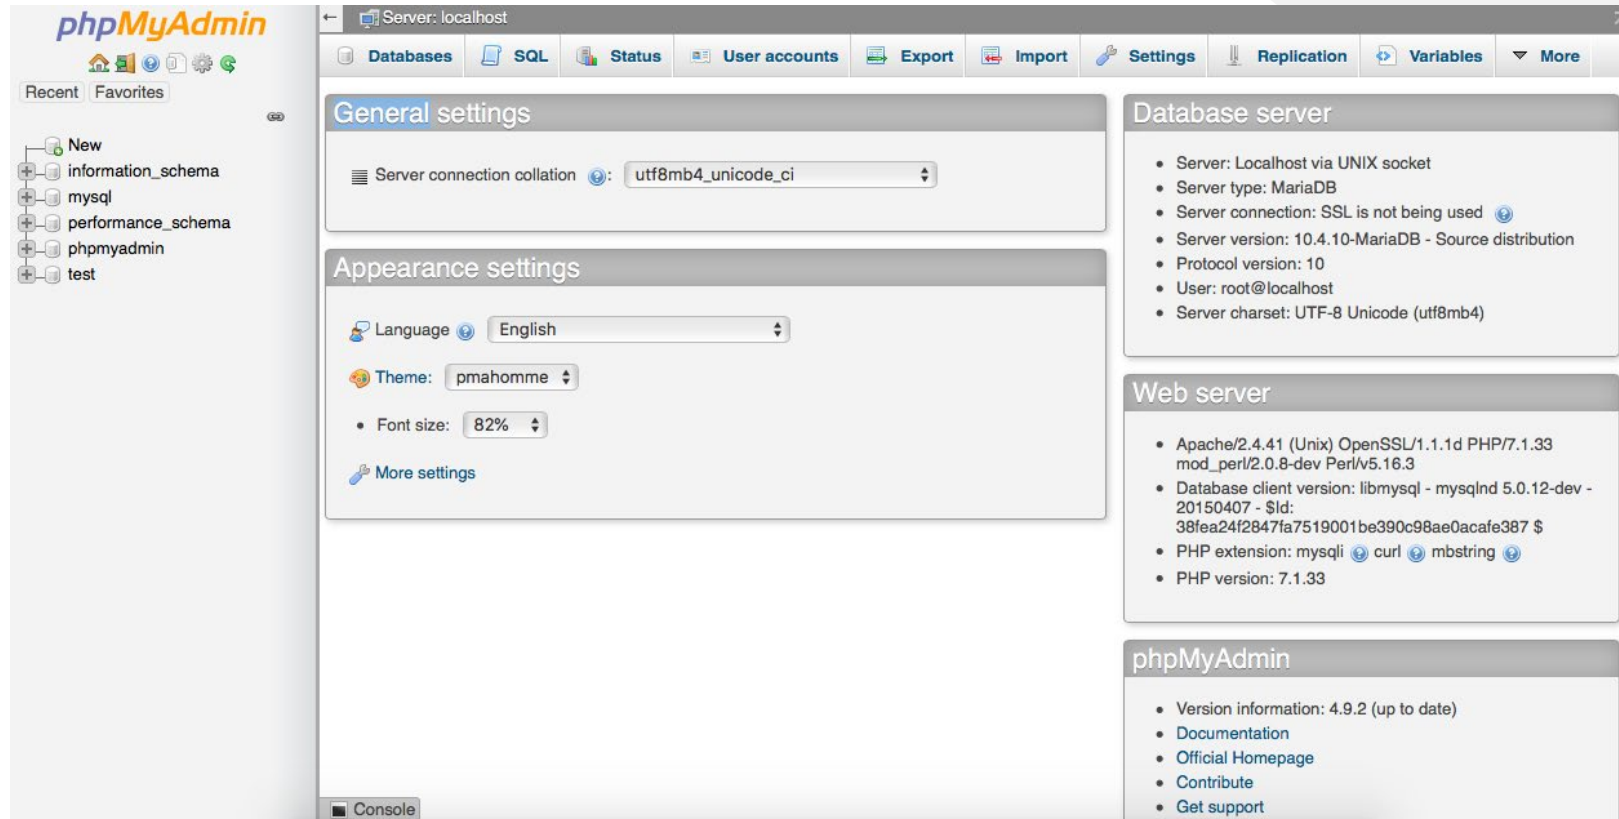 phpMyAdmin
Recent Favorites
New
information_schema
mysql
performance_schema
phpmyadmin
test
Server: localhost
Databases SQL Status User accounts Export Import Settings Replication Variables More
General settings
Server connection collation : utf8mb4_unicode_ci
Appearance settings
Language English
Theme: pmahomme
Font size: 82%
More settings
Console
Database server
Server: Localhost via UNIX socket
Server type: MariaDB
Server connection: SSL is not being used
Server version: 10.4.10-MariaDB - Source distribution
Protocol version: 10
User: root@localhost
Server charset: UTF-8 Unicode (utf8mb4)
Web server
Apache/2.4.41 (Unix) OpenSSL/1.1.1d PHP/7.1.33
mod_perl/2.0.8-dev Perl/v5.16.3
Database client version: libmysql - mysqlnd 5.0.12-dev -
20150407 - $Id:
38fea24f2847fa7519001be390c98ae0acafe387 $
PHP extension: mysqli curl mbstring
PHP version: 7.1.33
phpMyAdmin
Version information: 4.9.2 (up to date)
Documentation
Official Homepage
Contribute
Get support